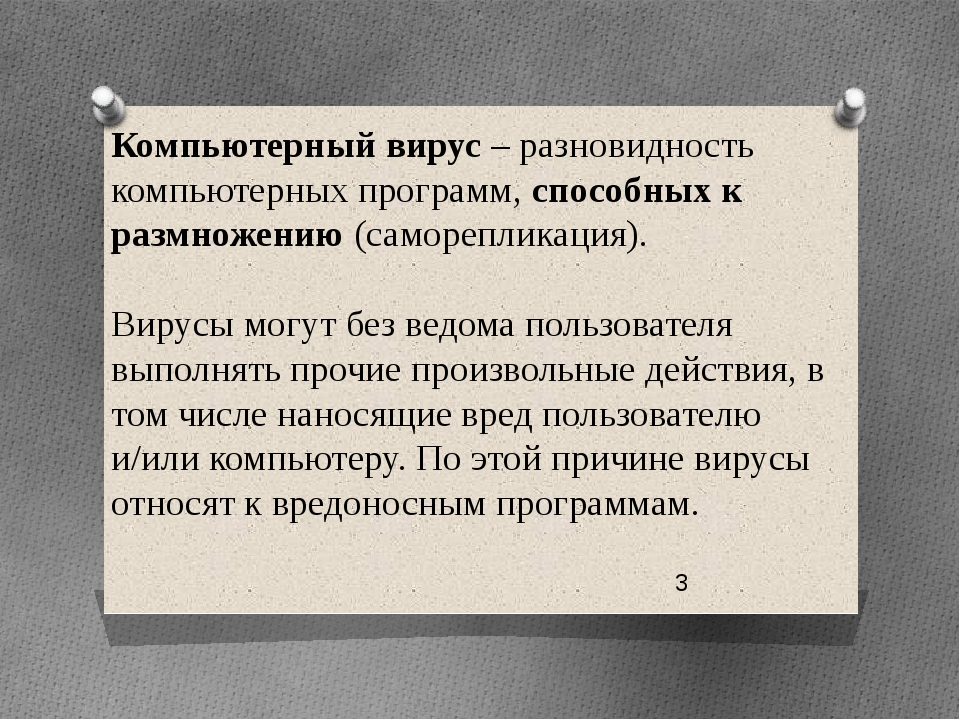 Компьютерный вирус – разновидность
компьютерных программ, способных к
размножению (саморепликация).
Вирусы могут без ведома пользователя
выполнять прочие произвольные действия, в
том числе наносящие вред пользователю
и/или компьютеру. По этой причине вирусы
относят к вредоносным программам.
3